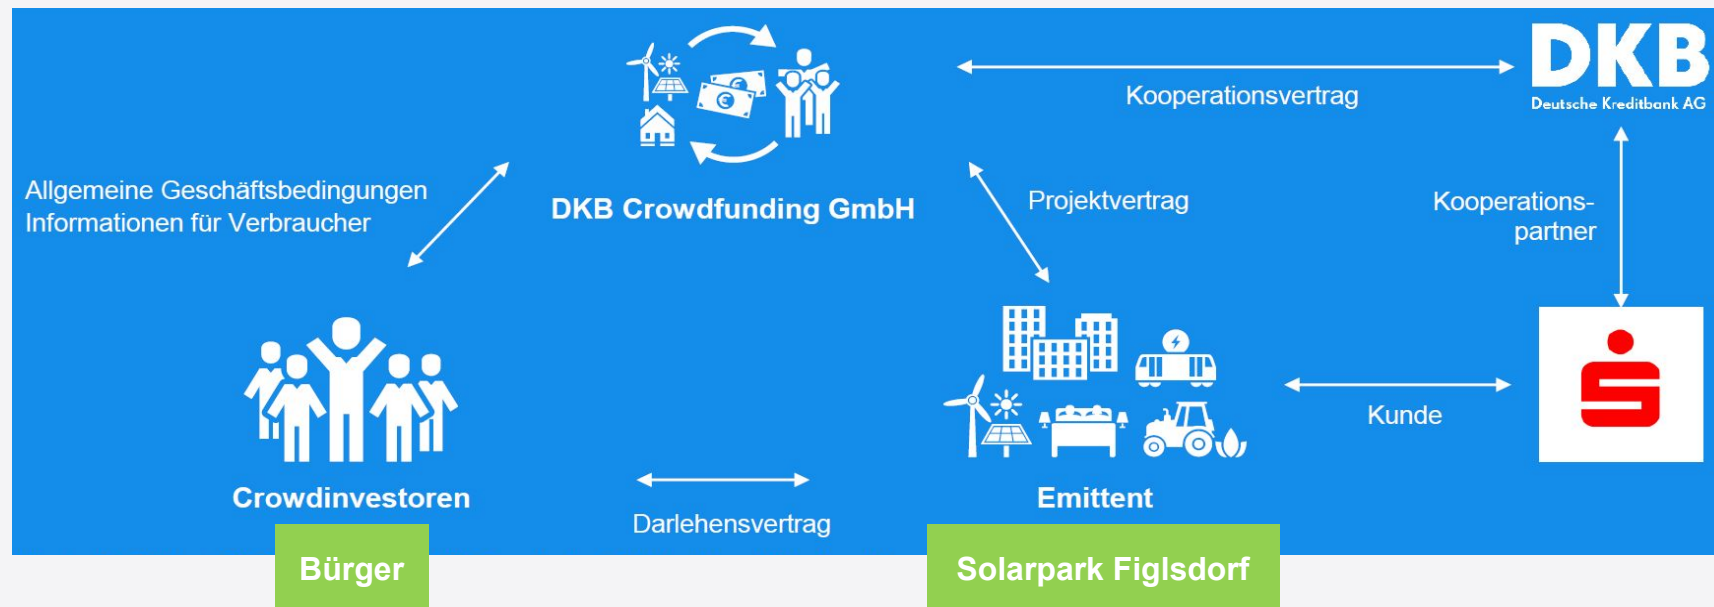 DKB
Deutsche Kreditbank AG
Kooperationsvertrag
Allgemeine Geschäftsbedingungen
Informationen für Verbraucher
DKB Crowdfunding GmbH
Projektvertrag
Kooperations-
partner
Kunde
Crowdinvestoren
Emittent
Darlehensvertrag
Bürger
Solarpark Figlsdorf